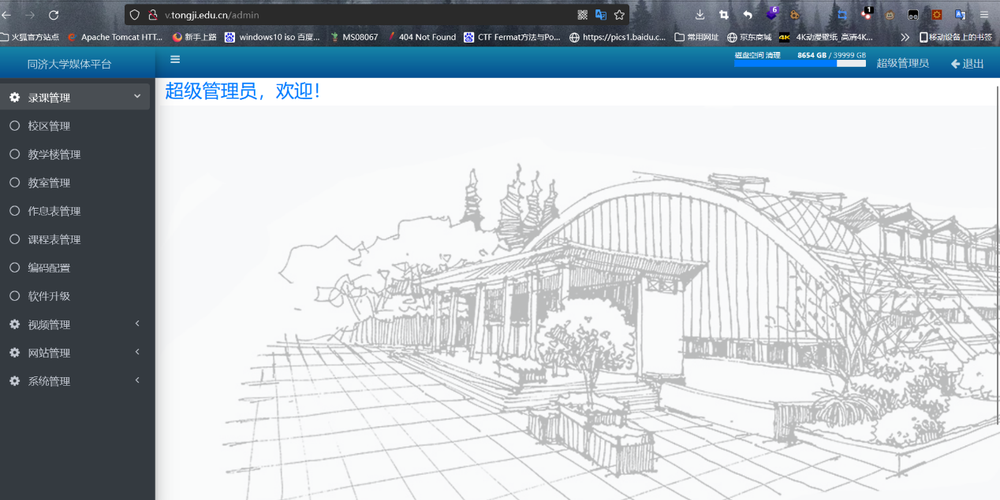 v.tongji.edu.cn/admin
6
1
火狐官方站点 Apache Tomcat HTT... 新手上路 windows10 iso 百度... MS08067 404 Not Found CTF Fermat方法与Po... https://pics1.baidu.c... 常用网址 京东商城 4K 4K动漫壁纸_高清4K... 移动设备上的书签
同济大学媒体平台
磁盘空间 清理 8654 GB / 39999 GB
超级管理员
退出
超级管理员，欢迎！
录课管理
校区管理
教学楼管理
教室管理
作息表管理
课程表管理
编码配置
软件升级
视频管理
网站管理
系统管理